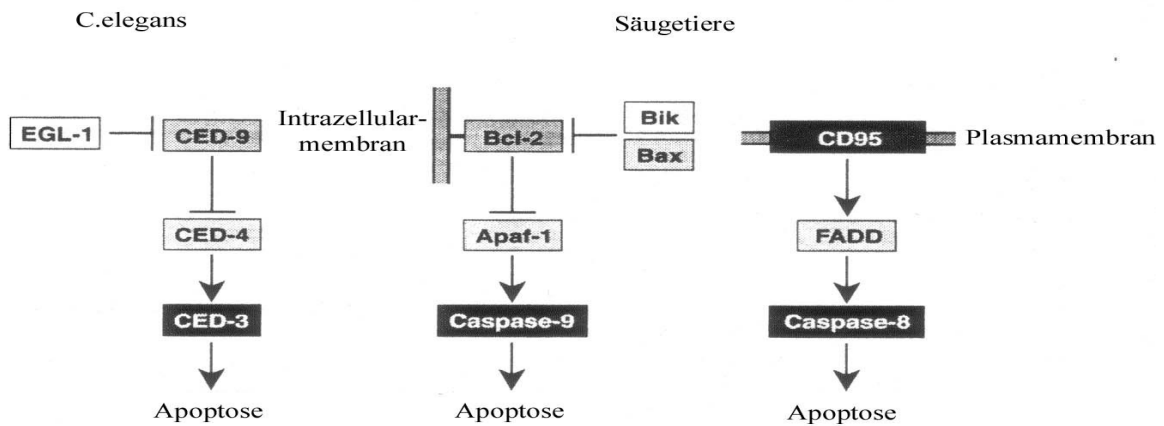 C.elegans
Säugetiere
EGL-1
CED-9
Intrazellular-
membran
Bcl-2
Bik
Bax
CD95
Plasmamembran
CED-4
Apaf-1
FADD
CED-3
Caspase-9
Caspase-8
Apoptose
Apoptose
Apoptose